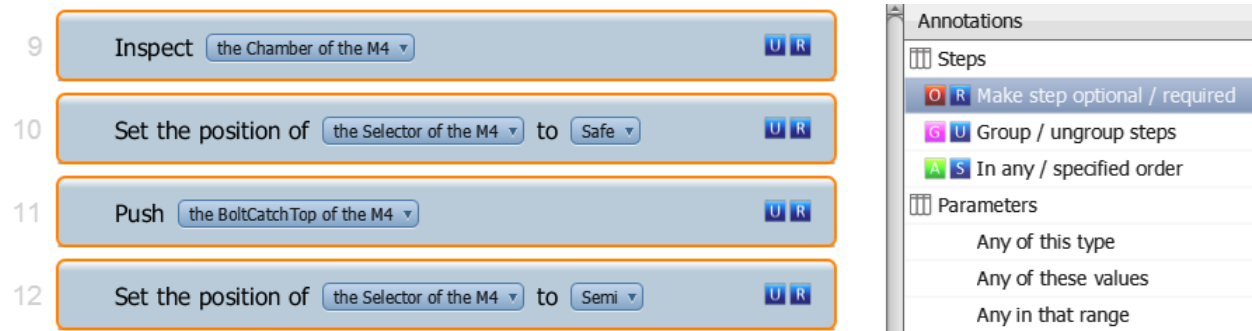 9 Inspect the Chamber of the M4 U R
10 Set the position of the Selector of the M4 to Safe U R
11 Push the BoltCatchTop of the M4 U R
12 Set the position of the Selector of the M4 to Semi U R
Annotations
Steps
O R Make step optional / required
G U Group / ungroup steps
A S In any / specified order
Parameters
Any of this type
Any of these values
Any in that range